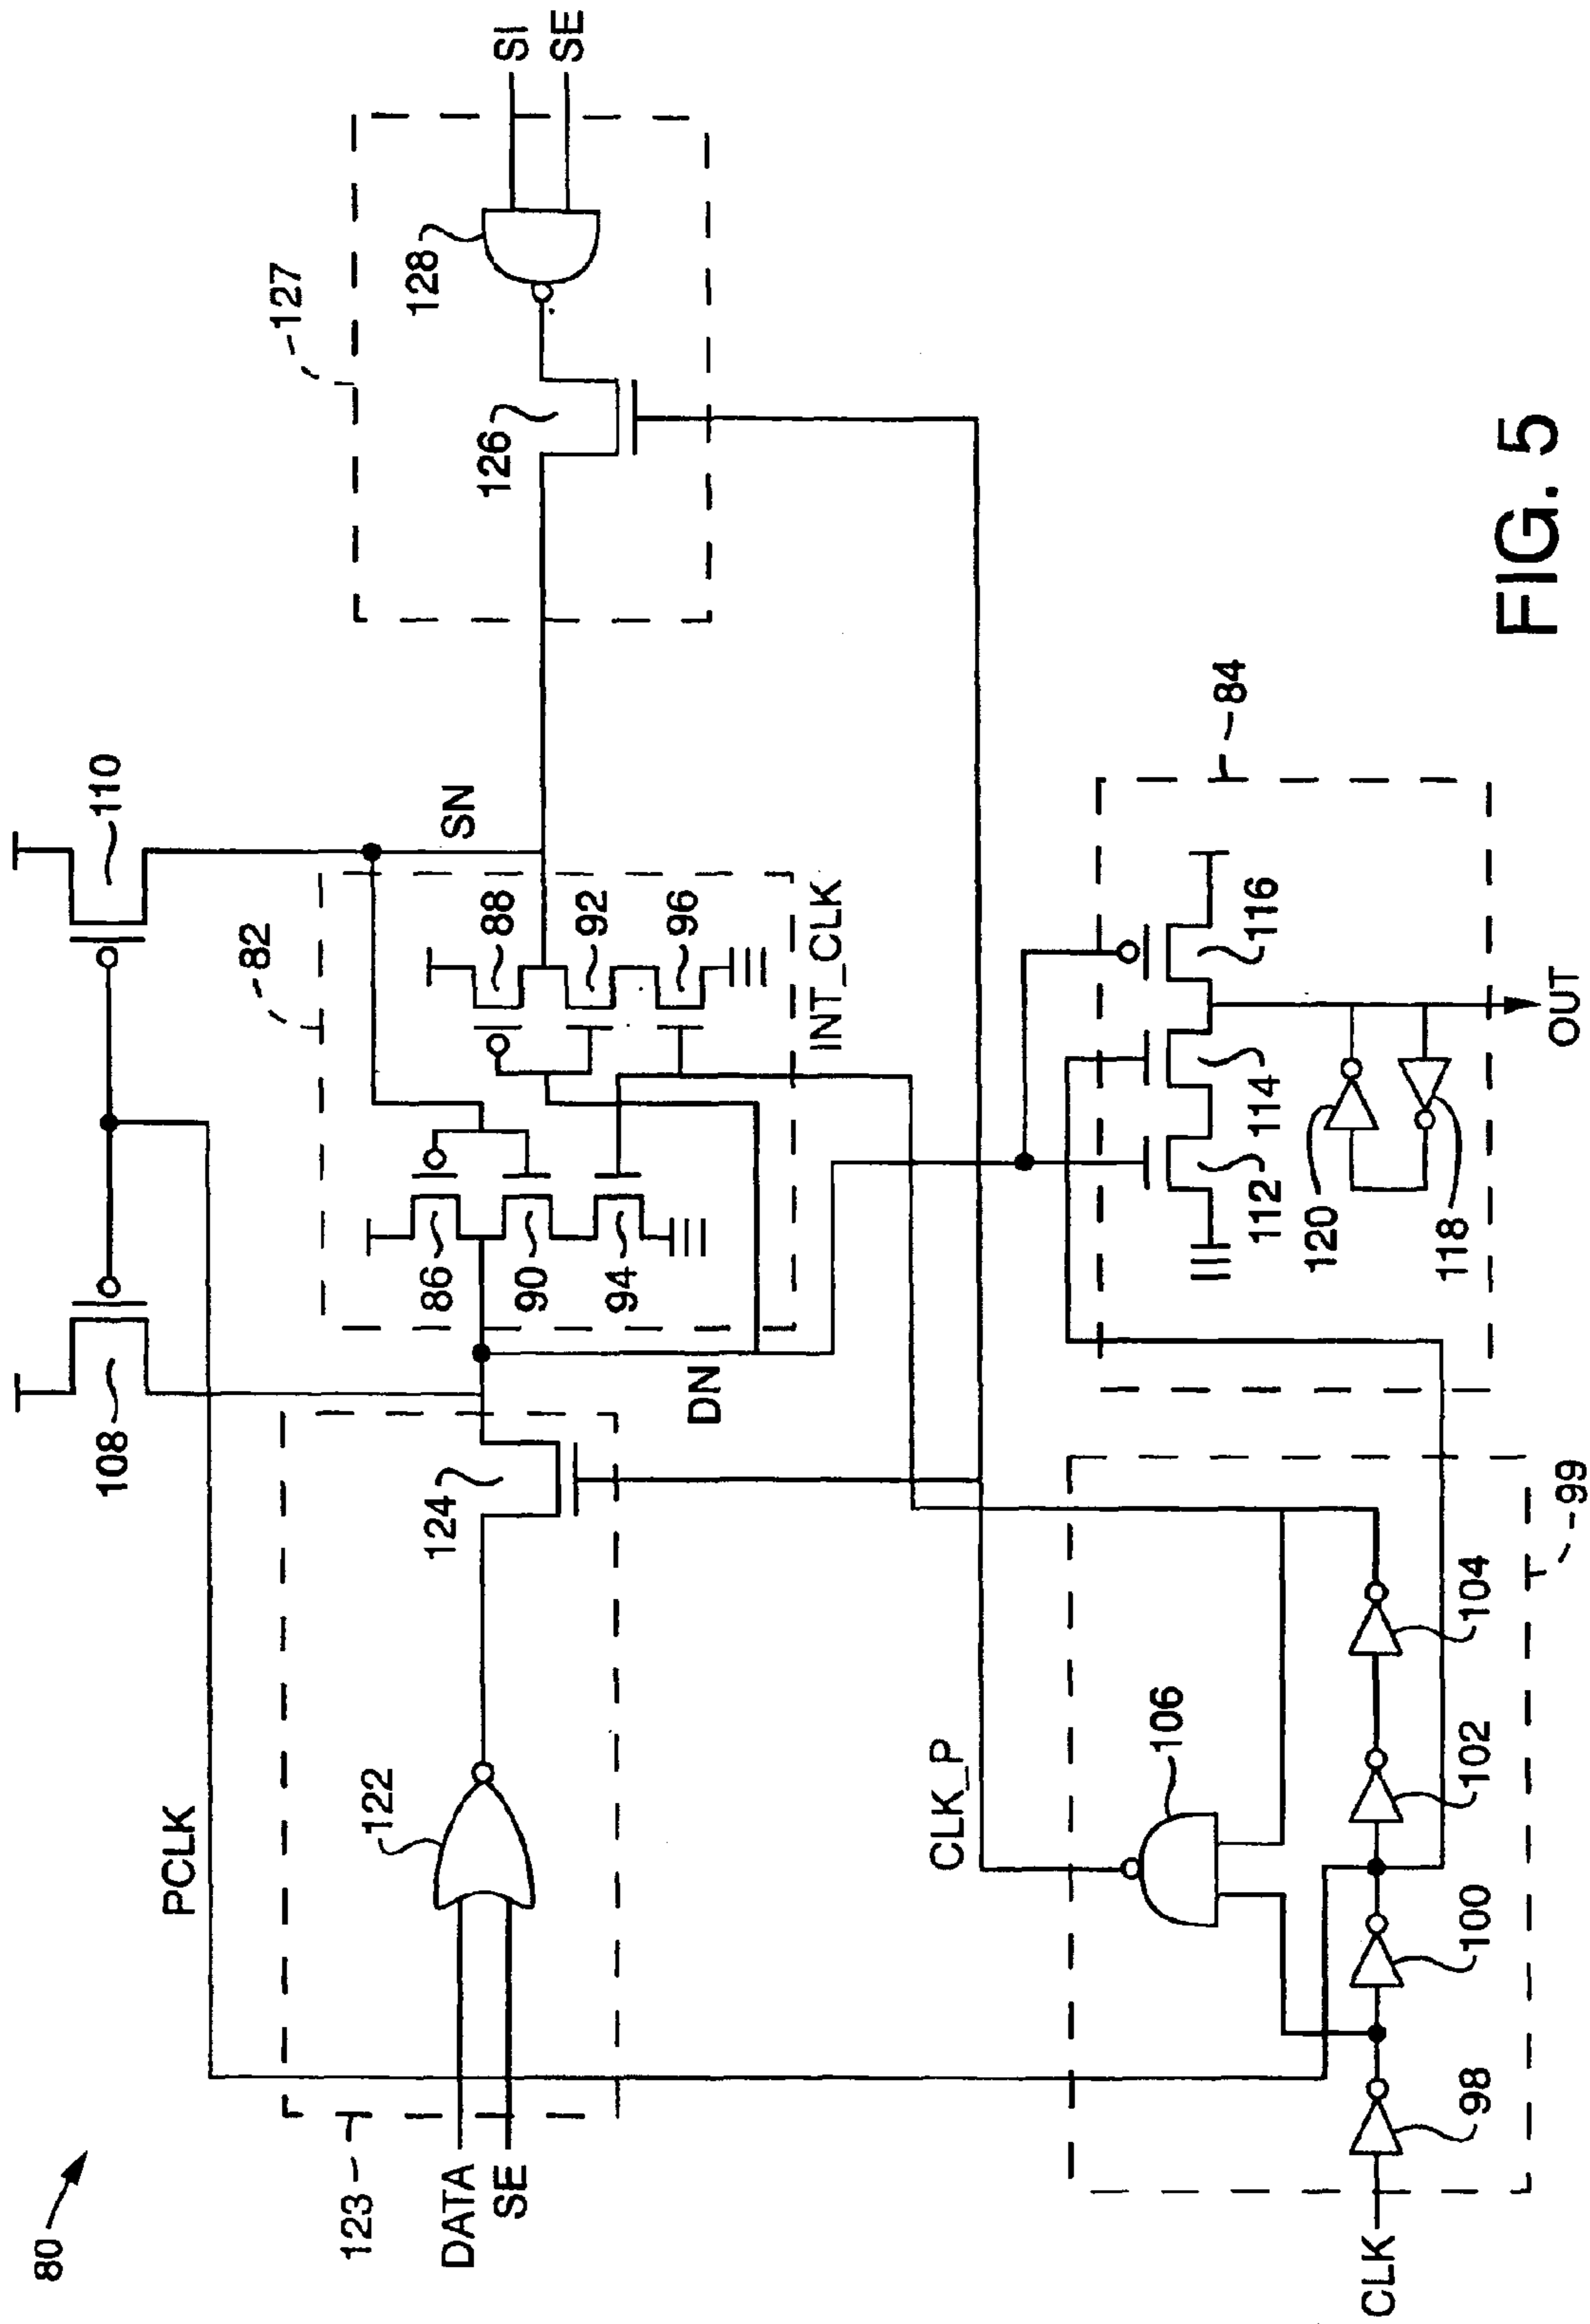 80
PCLK
108
110
SN
82
127
SI
SE
128
126
123
DATA
SE
122
124
86
90
94
88
92
96
INT_CLK
DN
CLK_P
106
84
116
114
112
120
118
OUT
CLK
98
100
102
104
99
FIG. 5